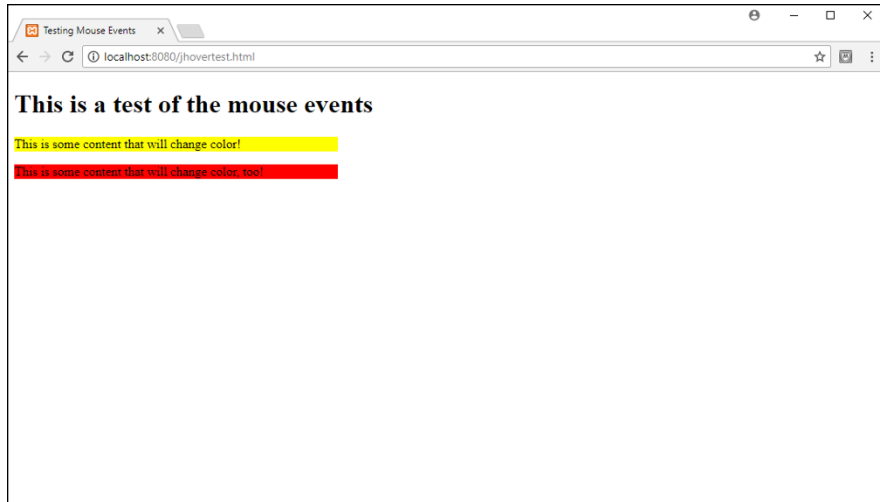 Testing Mouse Events
localhost:8080/jhovertest.html
This is a test of the mouse events
This is some content that will change color!
This is some content that will change color, too!